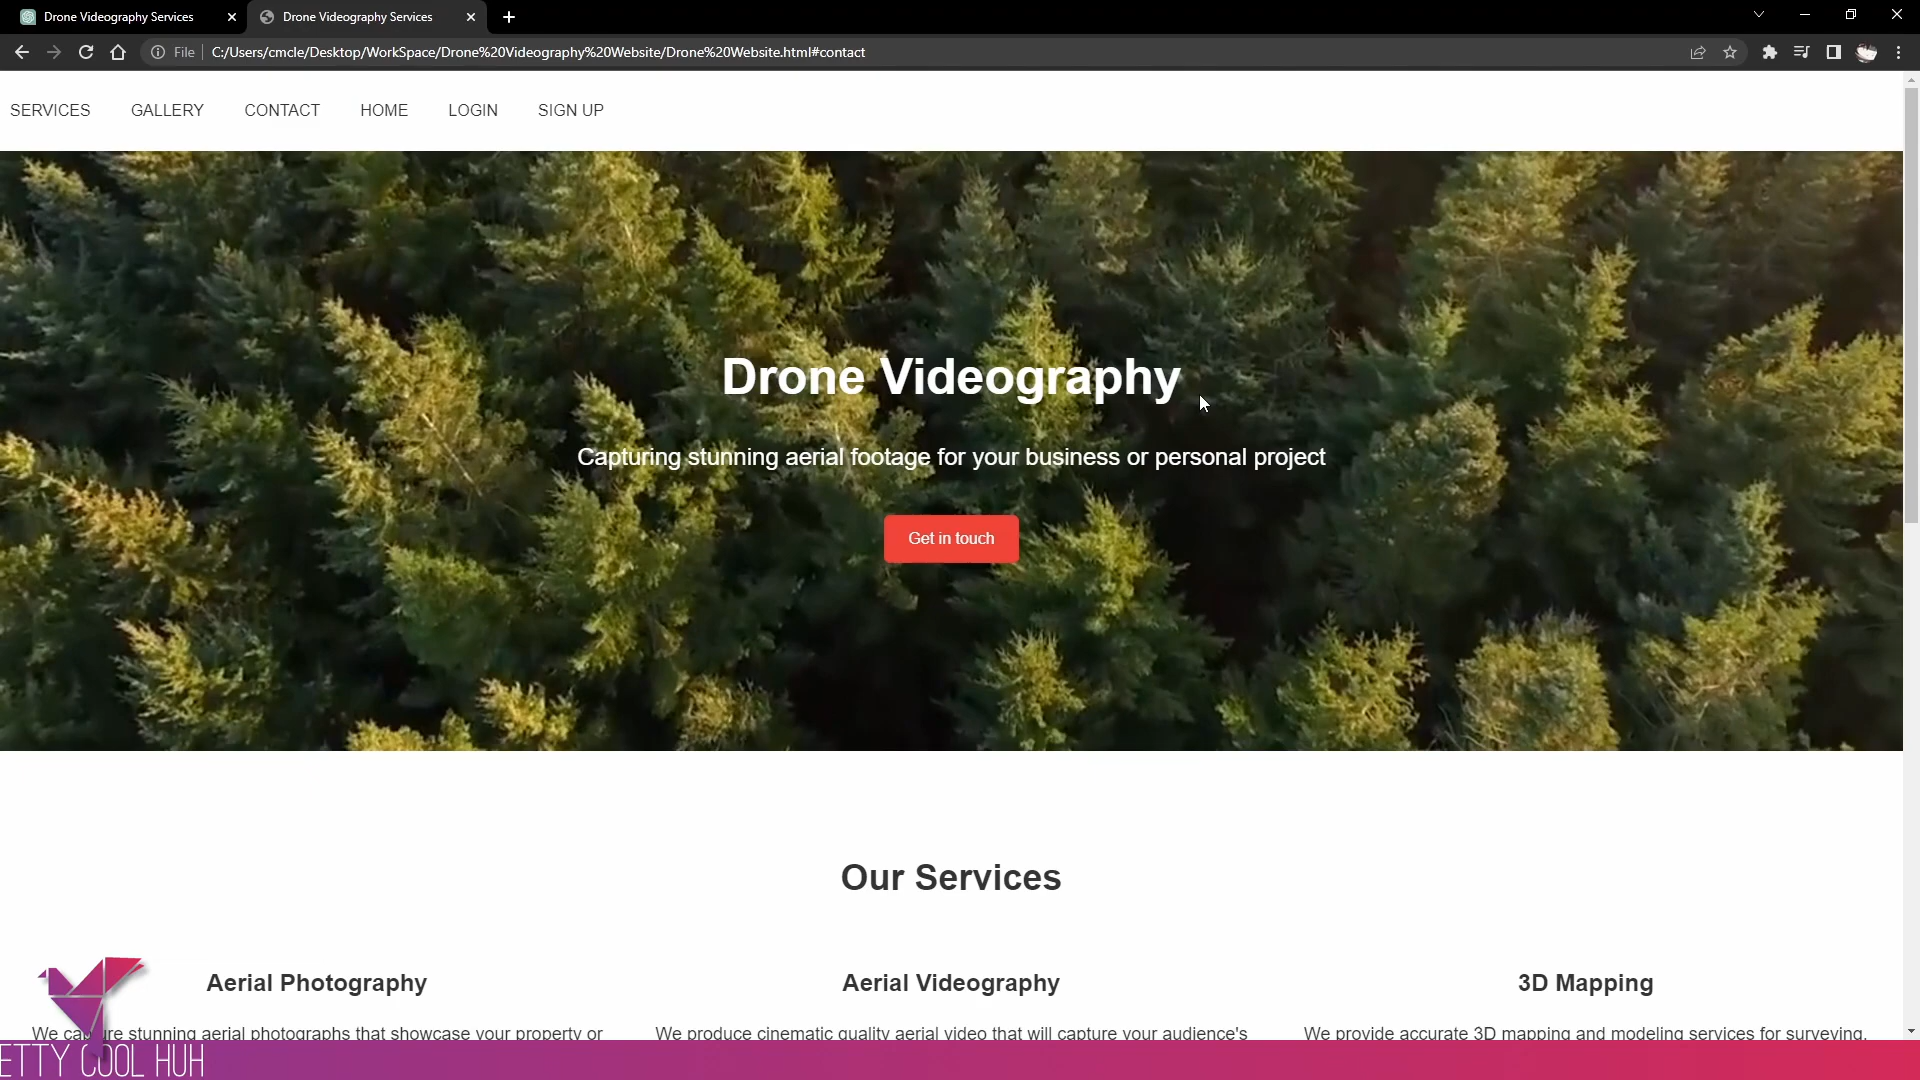 Drone Videography Services
Drone Videography Services
File
C:/Users/cmcle/Desktop/WorkSpace/Drone%20Videography%20Website/Drone%20Website.html#contact
SERVICES GALLERY CONTACT HOME LOGIN SIGN UP
Drone Videography
Capturing stunning aerial footage for your business or personal project
Get in touch
Our Services
Aerial Photography
We capture stunning aerial photographs that showcase your property or
Aerial Videography
We produce cinematic quality aerial video that will capture your audience's
3D Mapping
We provide accurate 3D mapping and modeling services for surveying,
ETTY COOL HUH